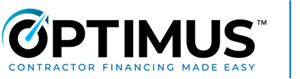 OPTIMUS™
CONTRACTOR FINANCING MADE EASY